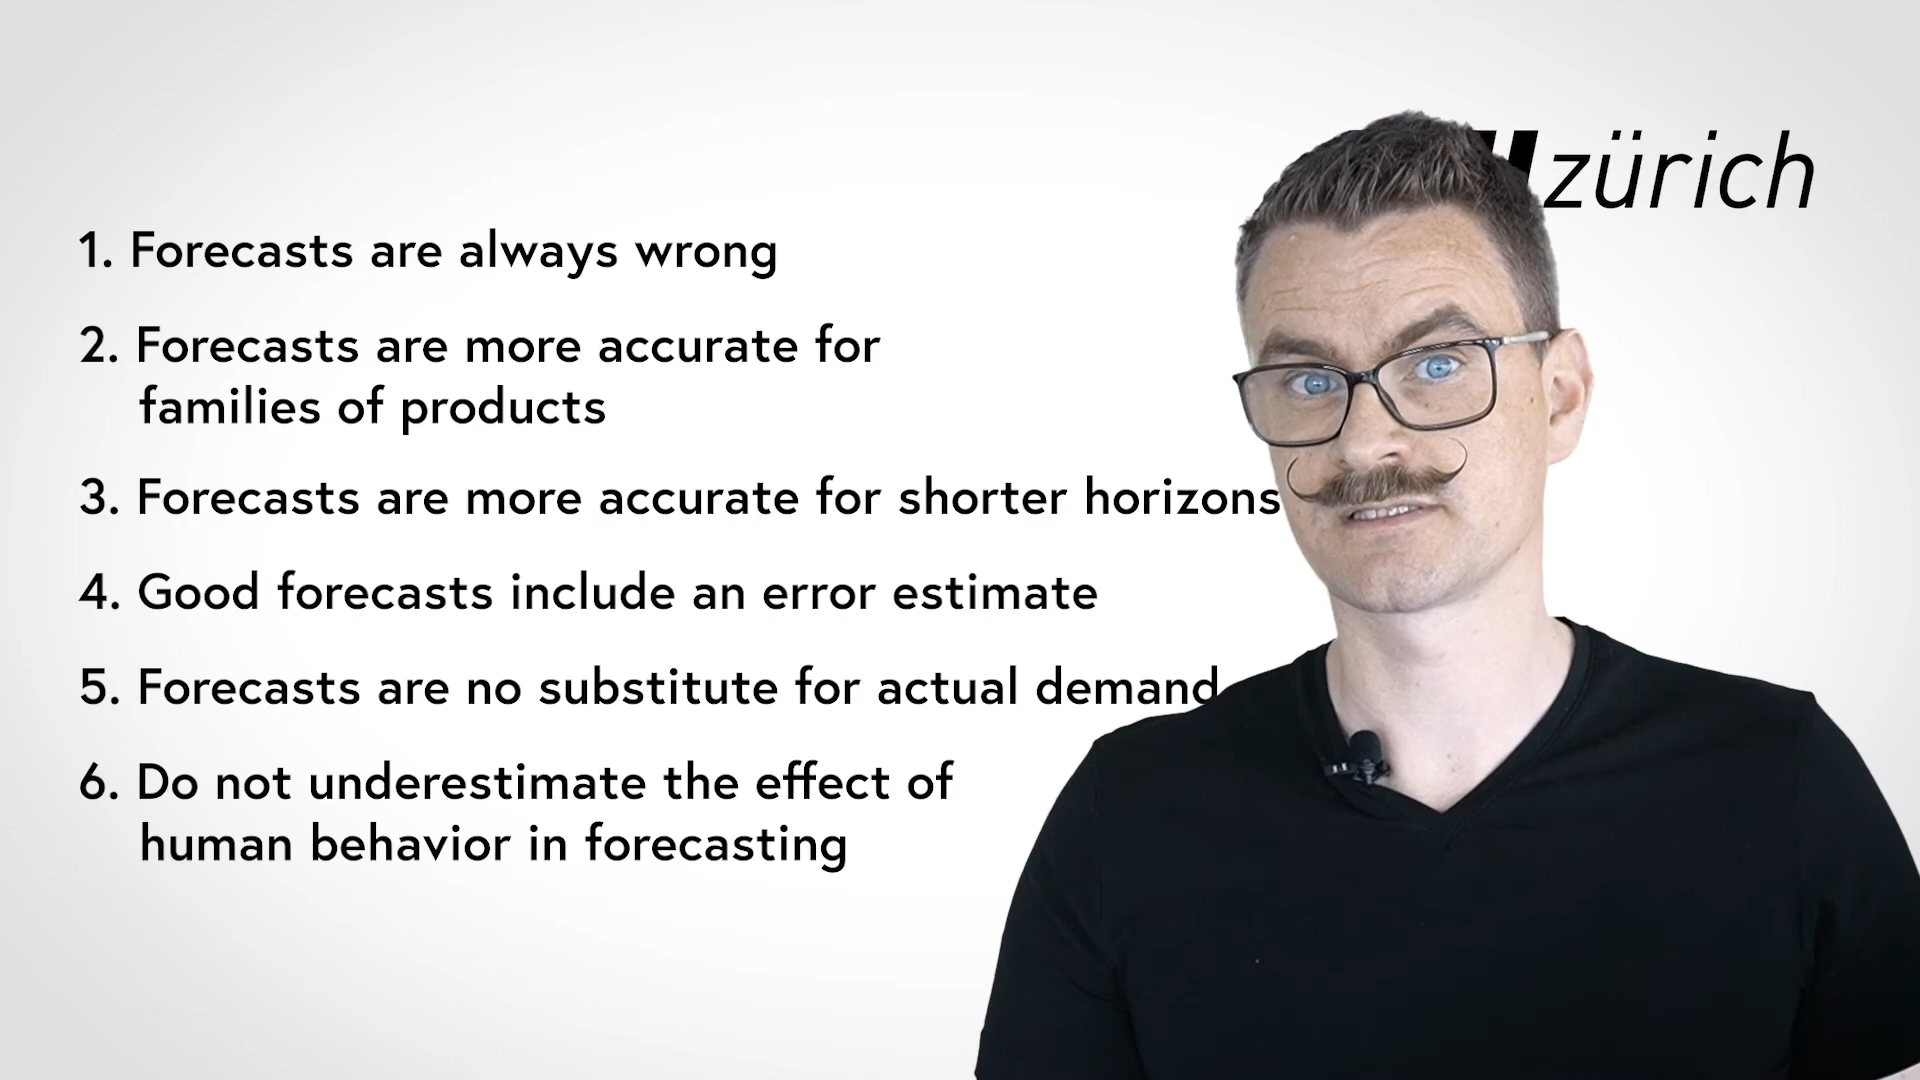 zürich
1. Forecasts are always wrong
2. Forecasts are more accurate for
families of products
3. Forecasts are more accurate for shorter horizons
4. Good forecasts include an error estimate
5. Forecasts are no substitute for actual demand
6. Do not underestimate the effect of
human behavior in forecasting